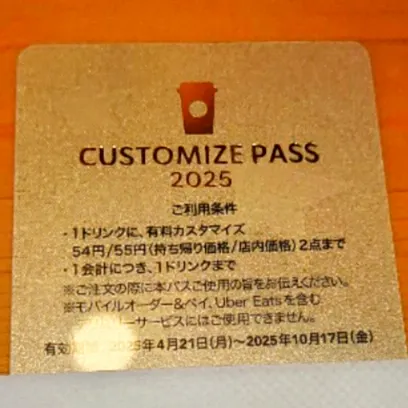 CUSTOMIZE PASS
2025
ご利用条件
・1ドリンクに、有料カスタマイズ
54円/55円(持ち帰り価格/店内価格)2点まで
・1会計につき、1ドリンクまで
※ご注文の際に本パスご使用の旨をお伝えください。
※モバイルオーダー&ペイ、Uber Eatsを含む
リーサービスにはご使用できません。
有効 25年4月21日(月)〜2025年10月17日(金)